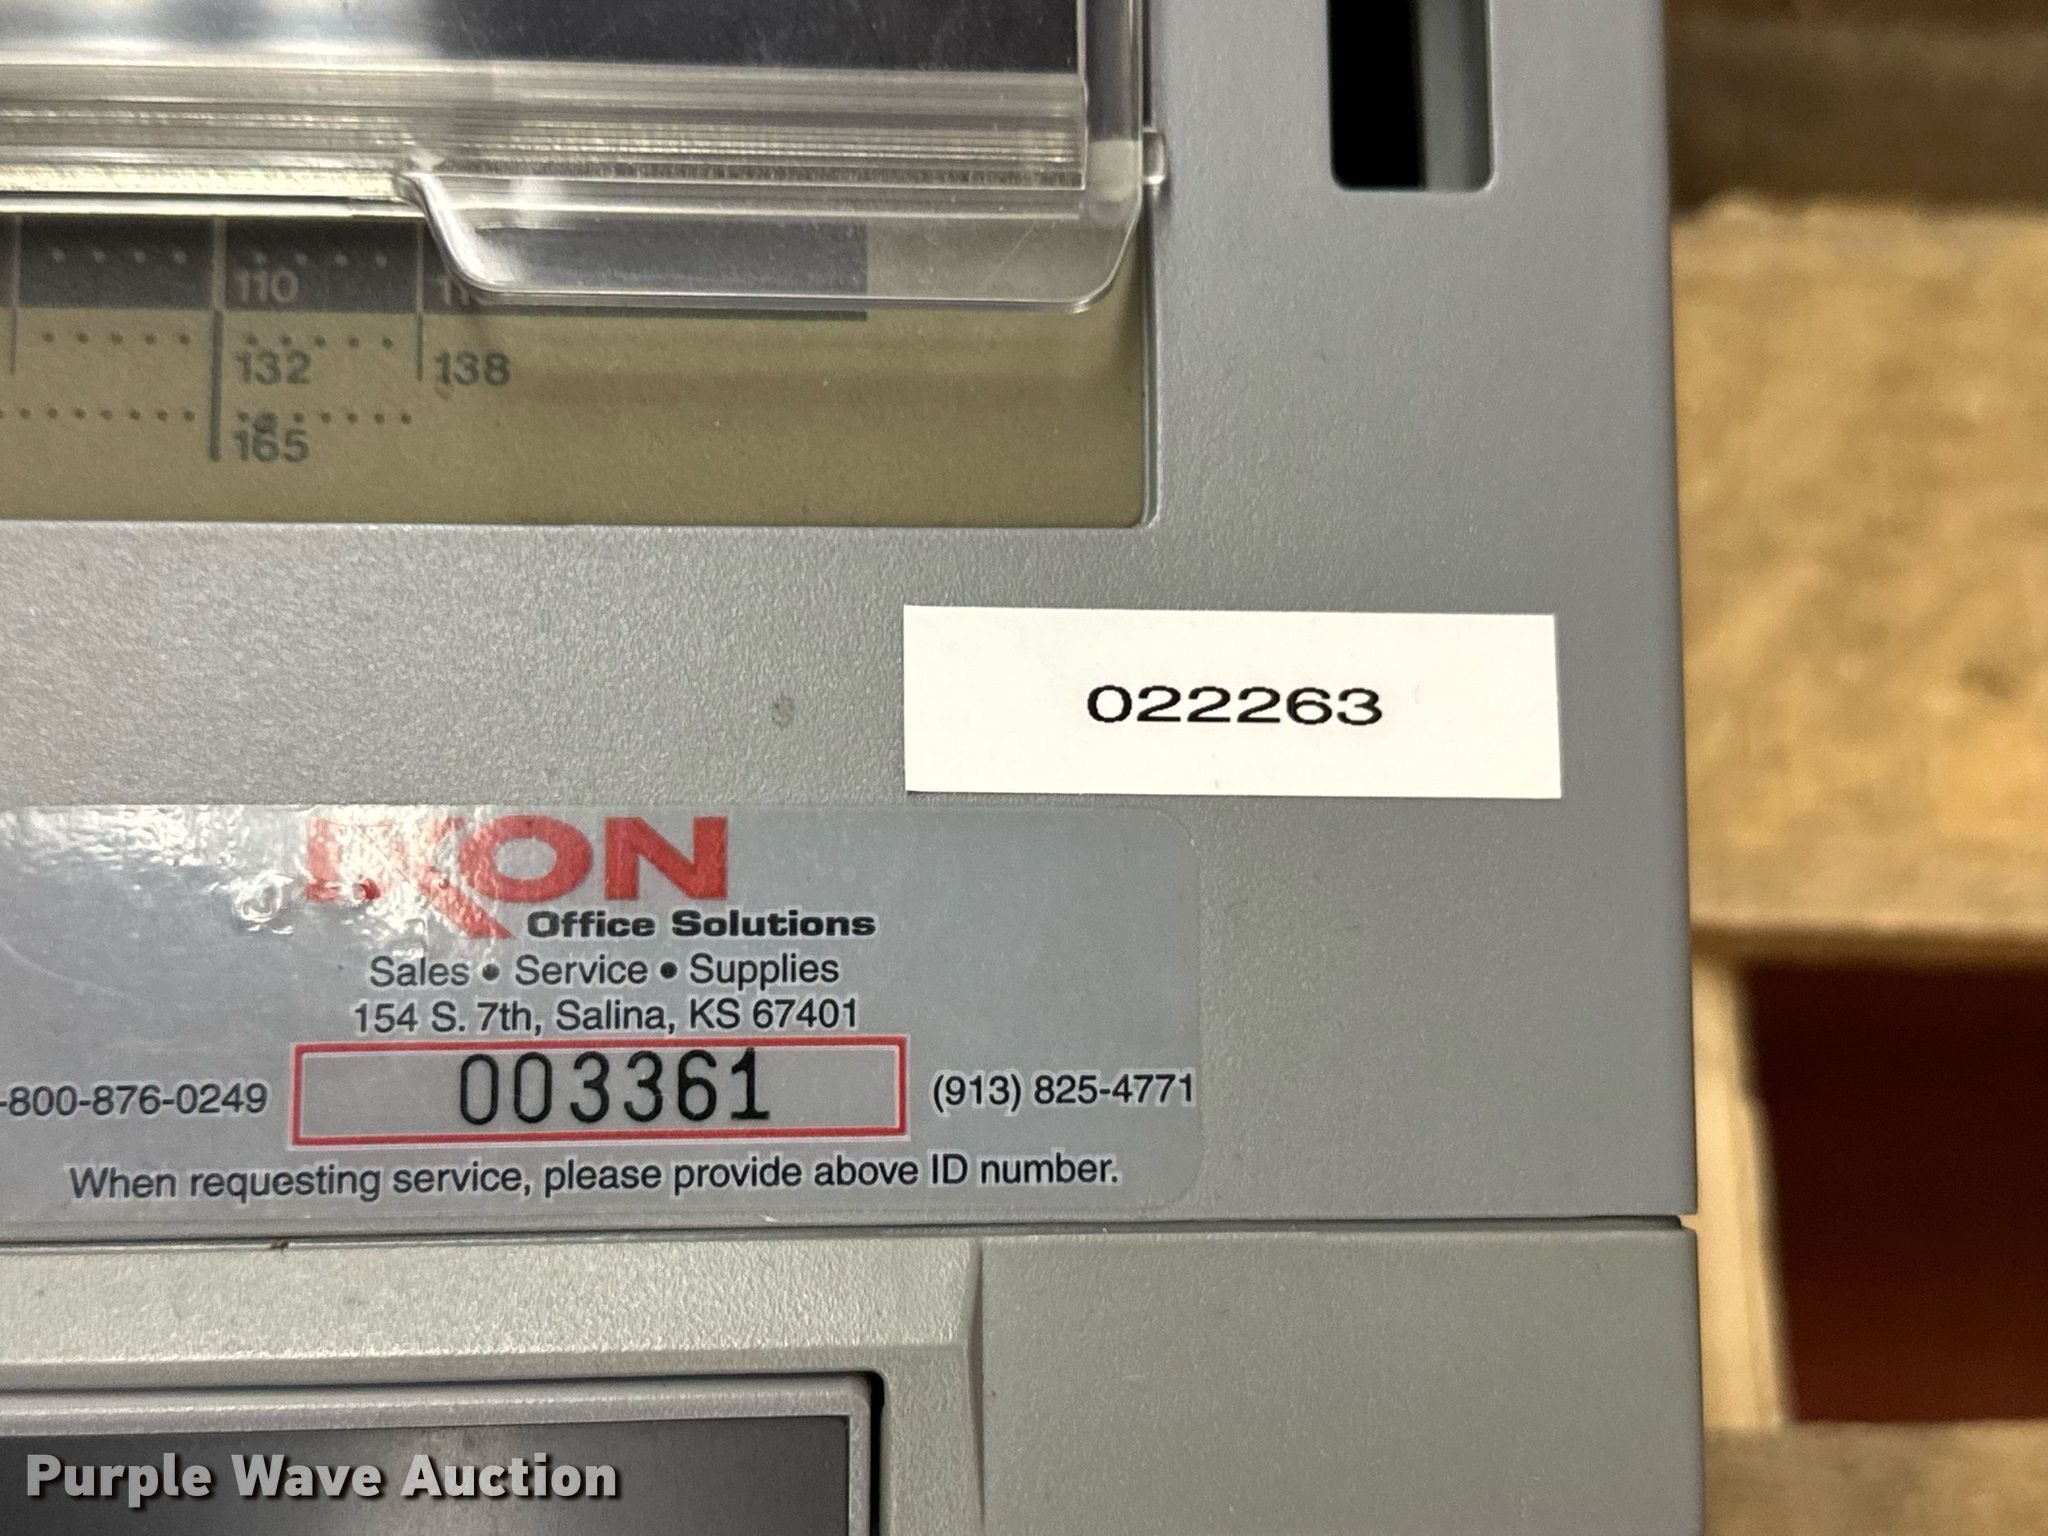 110
132
138
165
022263
IKON
Office Solutions
Sales • Service • Supplies
154 S. 7th, Salina, KS 67401
-800-876-0249
003361
(913) 825-4771
When requesting service, please provide above ID number.
Purple Wave Auction